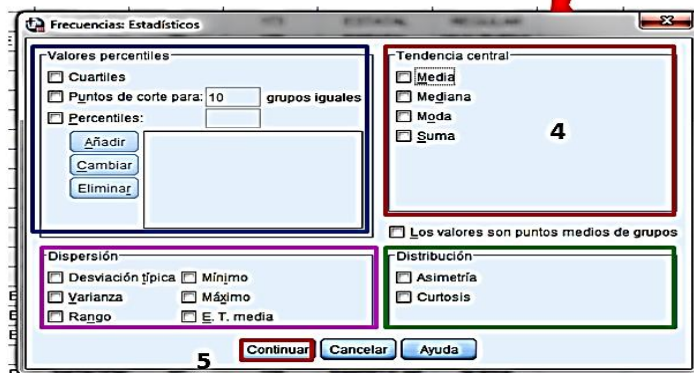 Frecuencias: Estadísticos
Valores percentiles
Cuartiles
Puntos de corte para: 10 grupos iguales
Percentiles:
Añadir
Cambiar
Eliminar
Tendencia central
Media
Mediana
Moda
Suma
4
Los valores son puntos medios de grupos
Dispersión
Desviación típica Mínimo
Varianza Máximo
Rango E. T. media
Distribución
Asimetría
Curtosis
5
Continuar Cancelar Ayuda